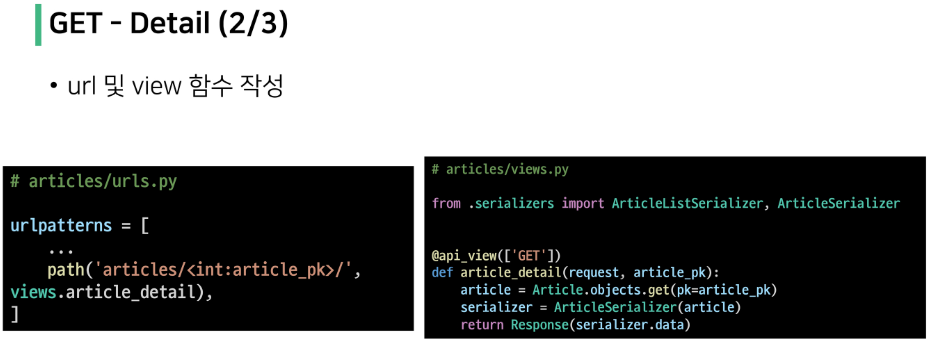 GET - Detail (2/3)
• url 및 view 함수 작성
# articles/urls.py
urlpatterns = [
    ...
    path('articles/<int:article_pk>/',
views.article_detail),
]
# articles/views.py
from .serializers import ArticleListSerializer, ArticleSerializer
@api_view(['GET'])
def article_detail(request, article_pk):
    article = Article.objects.get(pk=article_pk)
    serializer = ArticleSerializer(article)
    return Response(serializer.data)